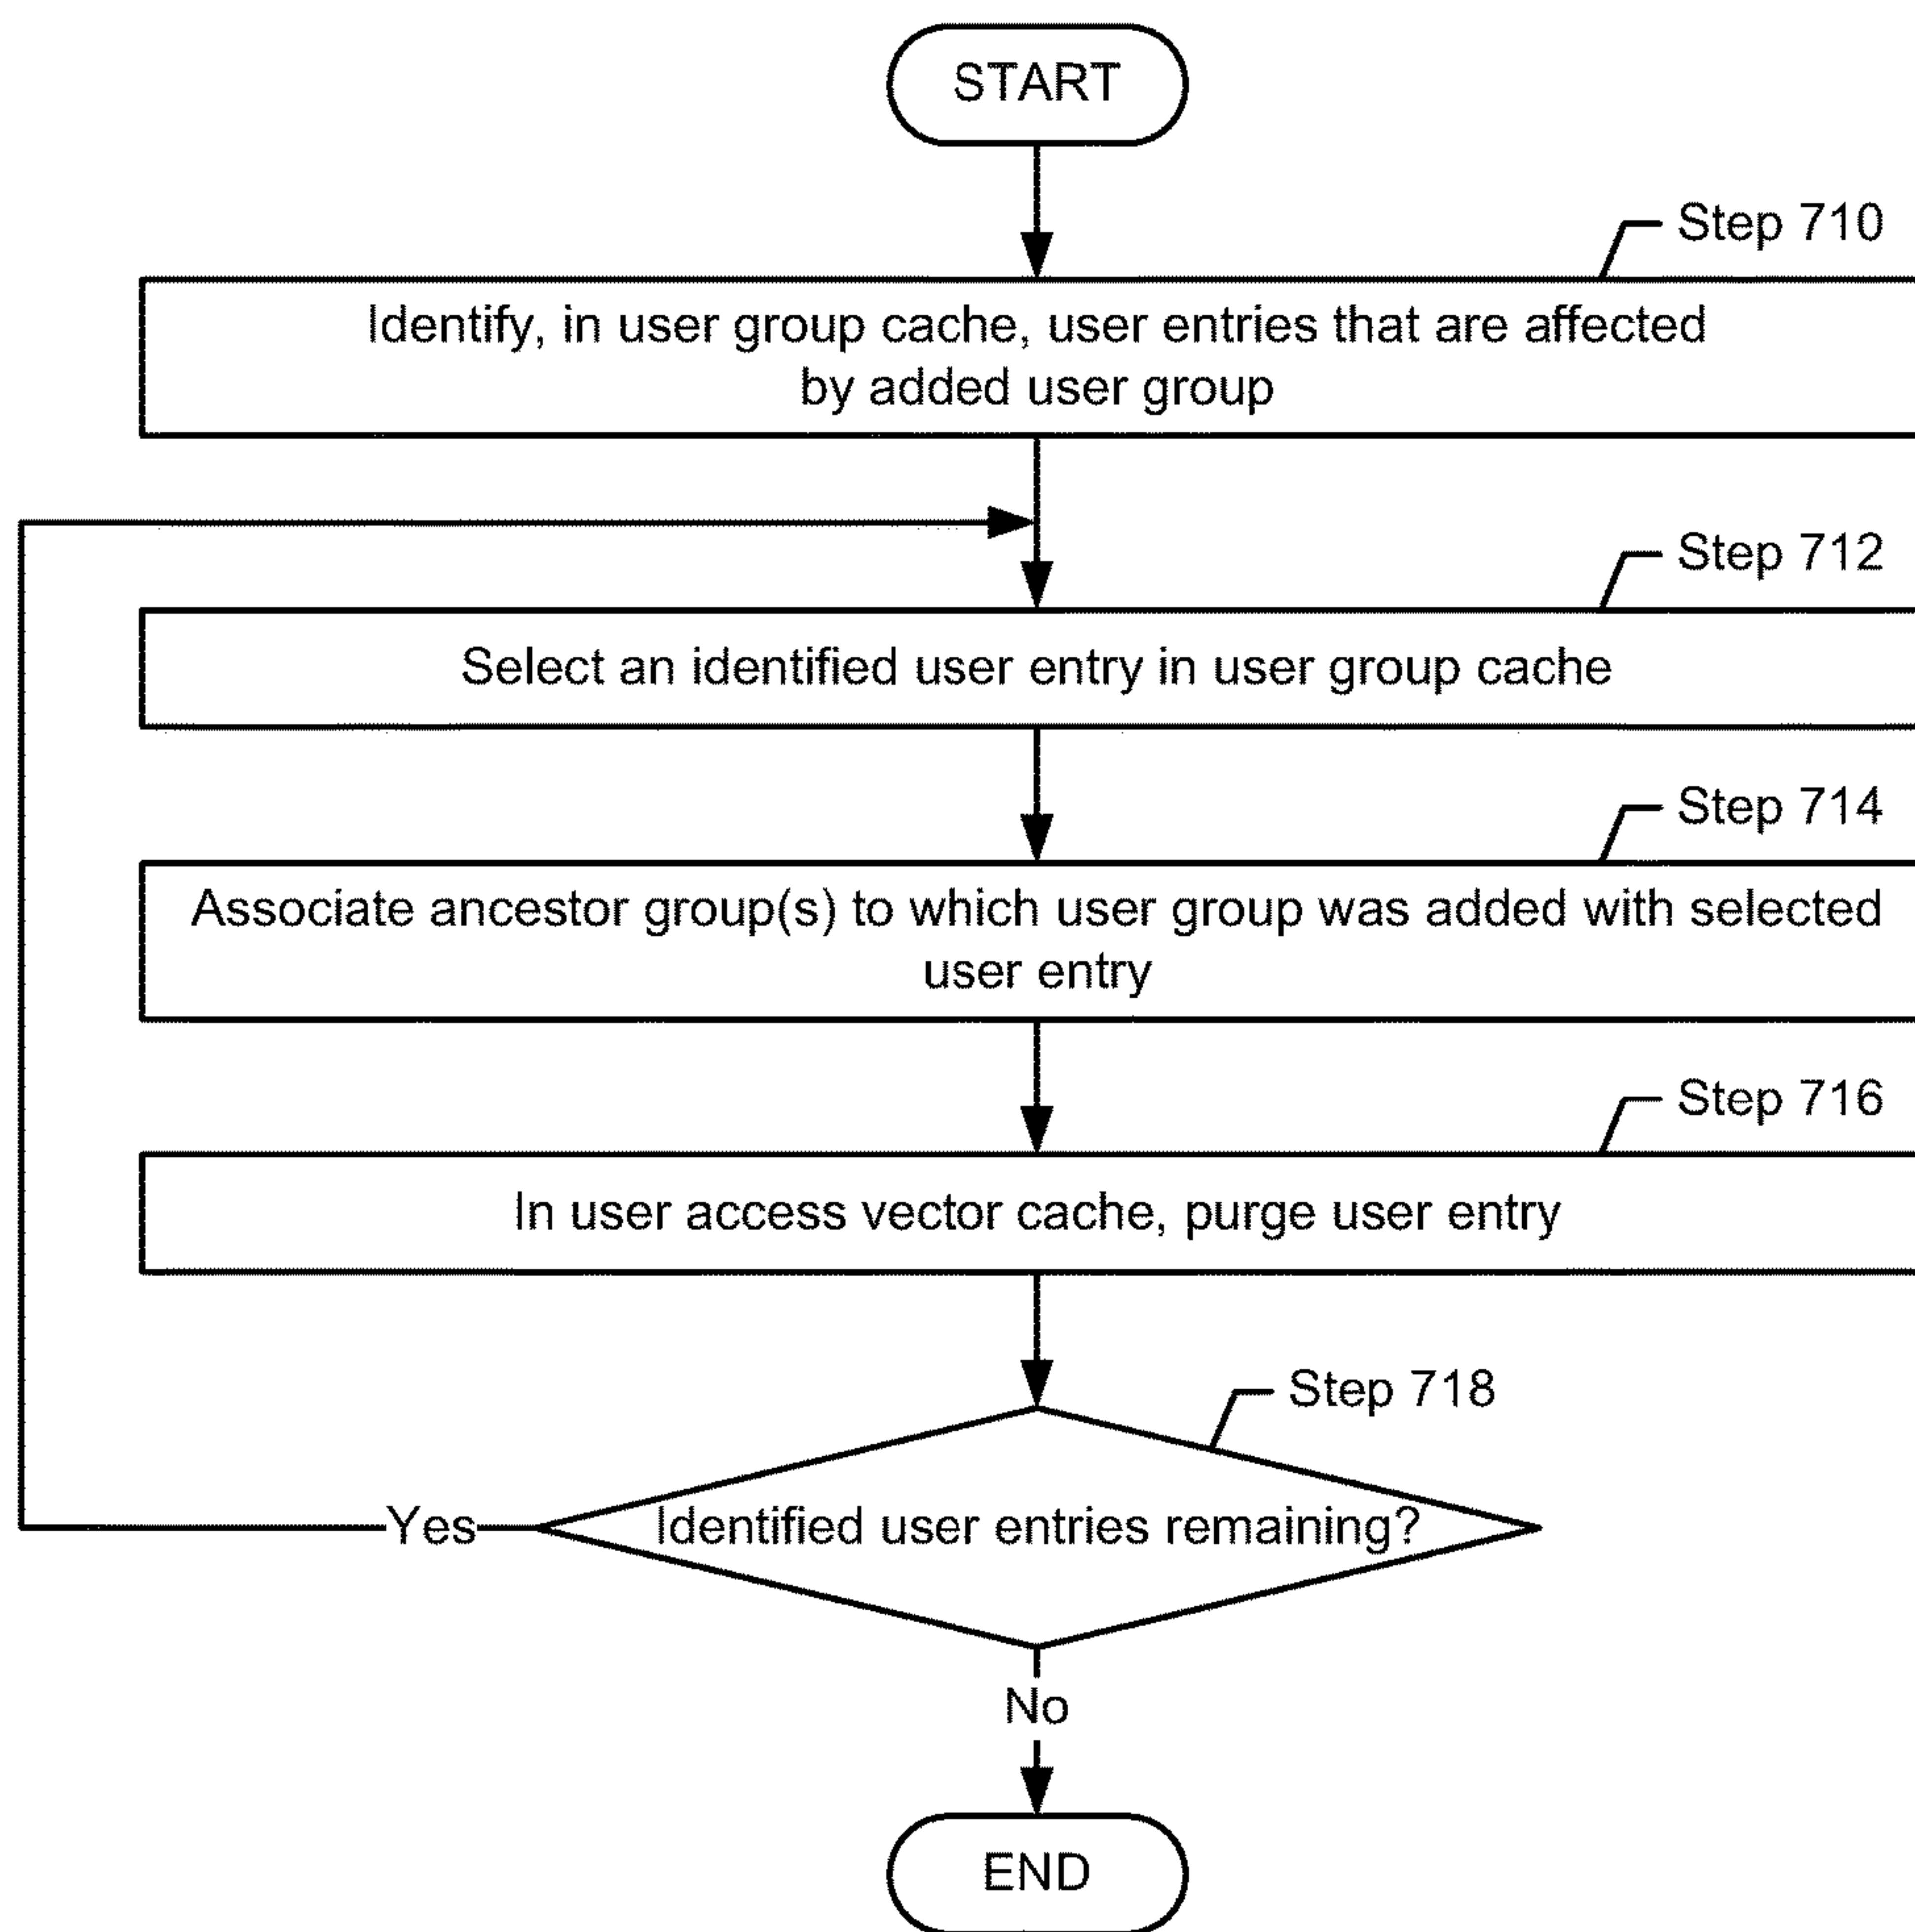 START
Step 710
Identify, in user group cache, user entries that are affected
by added user group
Step 712
Select an identified user entry in user group cache
Step 714
Associate ancestor group(s) to which user group was added with selected
user entry
Step 716
In user access vector cache, purge user entry
Step 718
Identified user entries remaining?
Yes
No
END